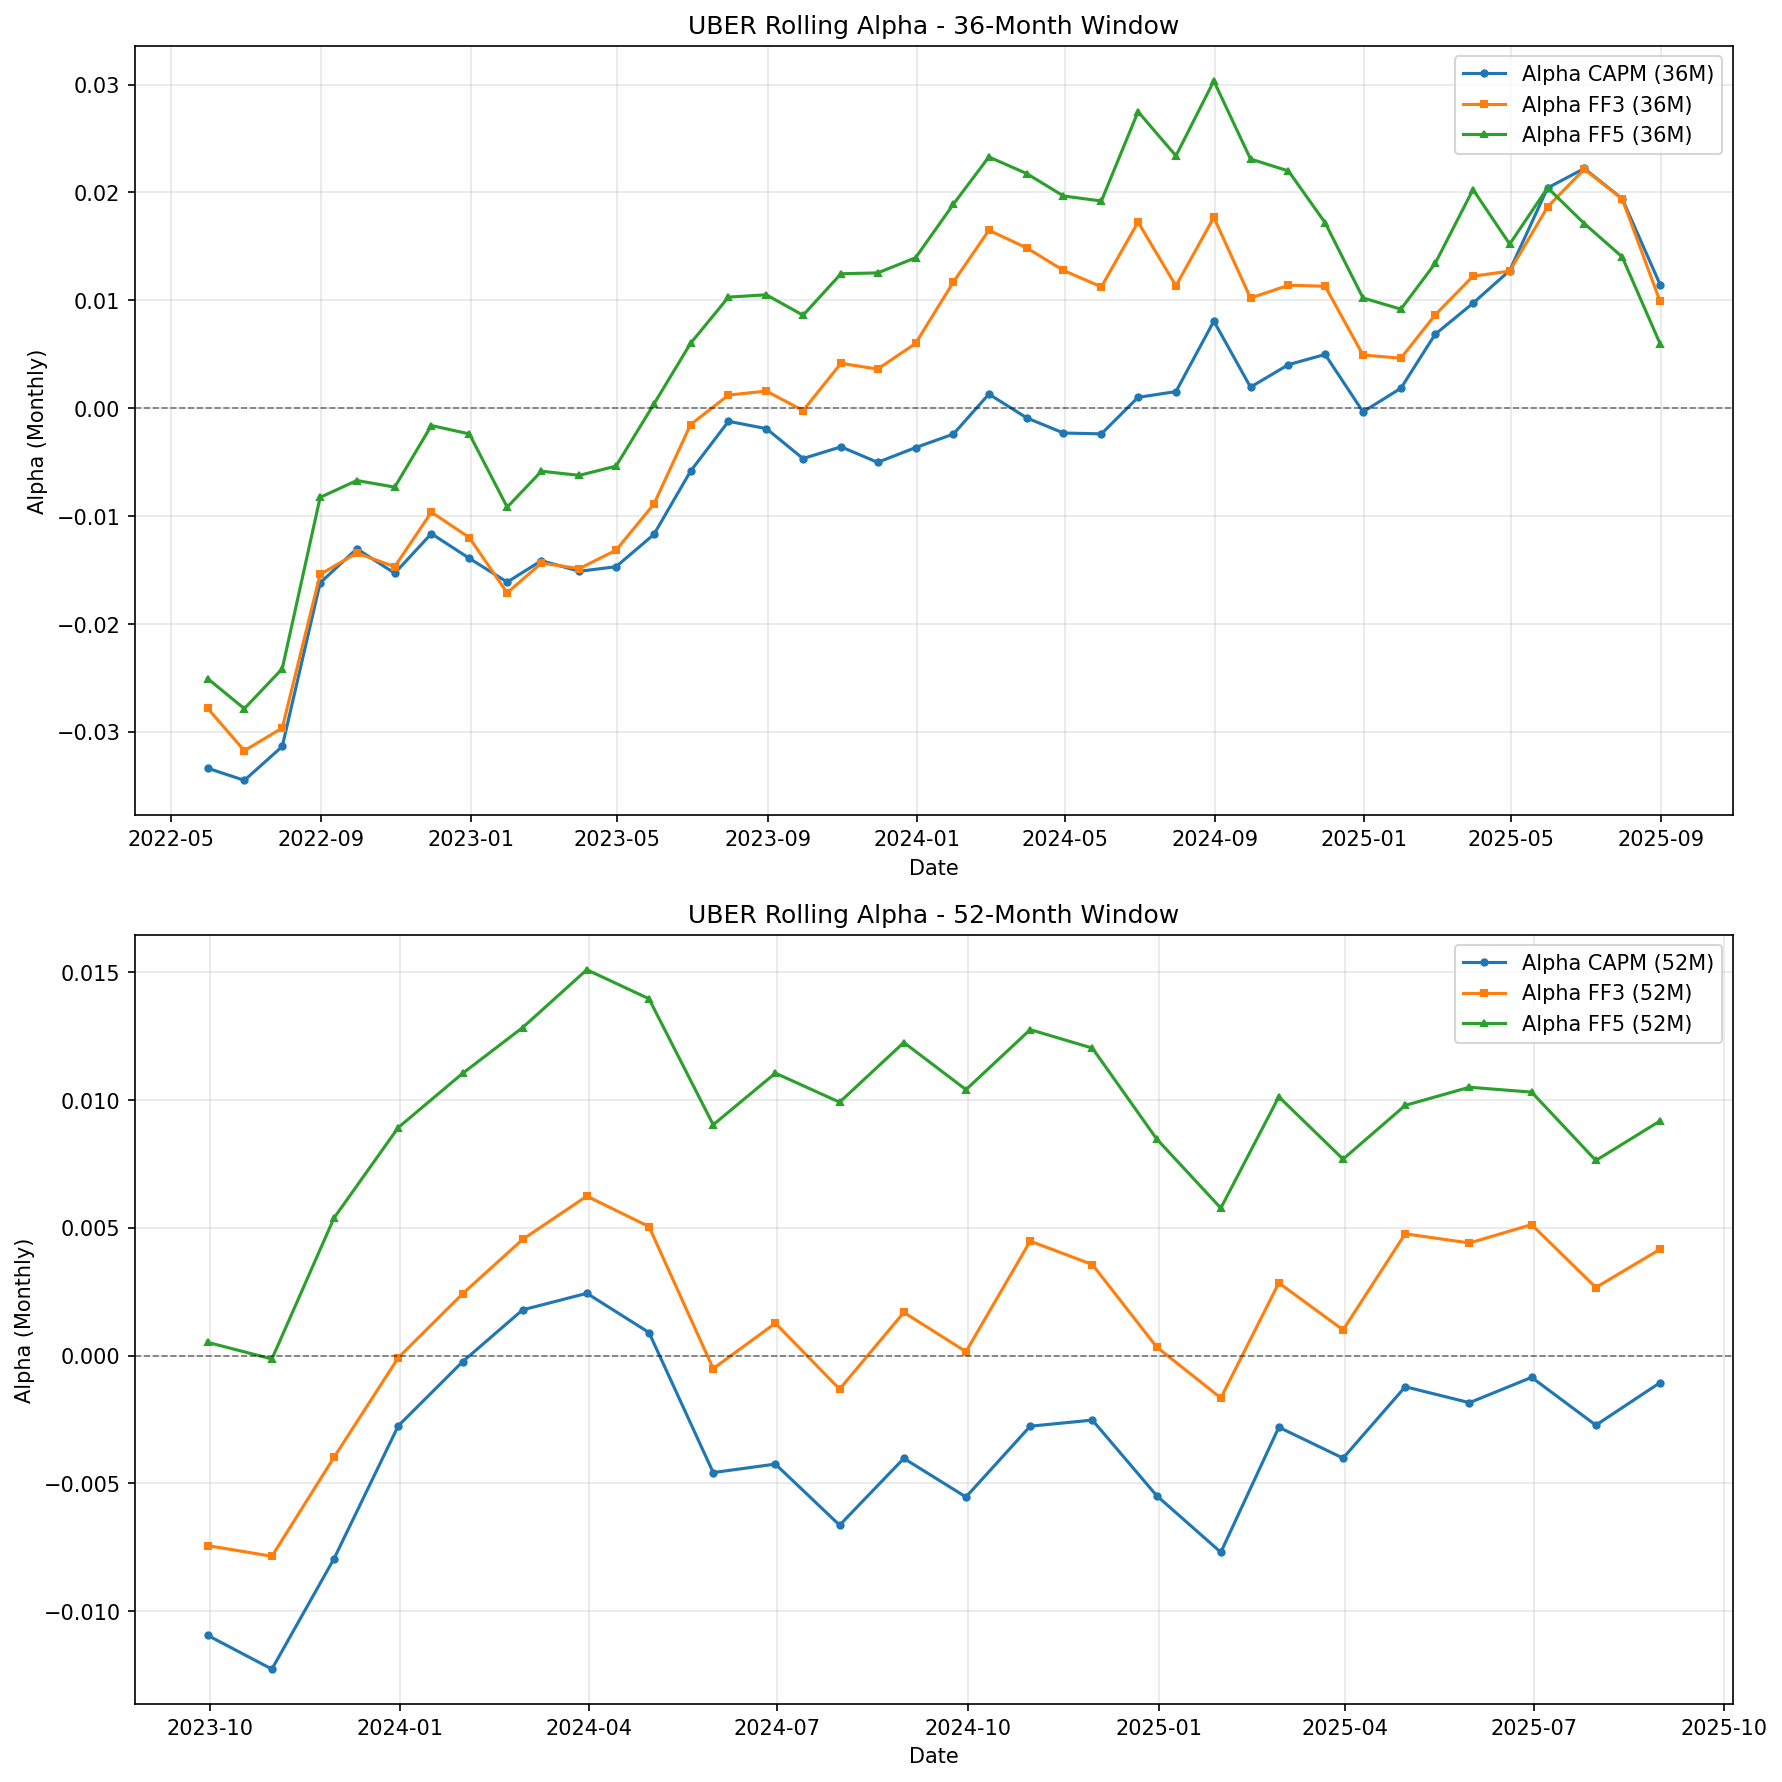 UBER Rolling Alpha - 36-Month Window
Alpha CAPM (36M)
Alpha FF3 (36M)
Alpha FF5 (36M)
Alpha (Monthly)
0.03
0.02
0.01
0.00
−0.01
−0.02
−0.03
2022-05 2022-09 2023-01 2023-05 2023-09 2024-01 2024-05 2024-09 2025-01 2025-05 2025-09
Date
UBER Rolling Alpha - 52-Month Window
Alpha CAPM (52M)
Alpha FF3 (52M)
Alpha FF5 (52M)
Alpha (Monthly)
0.015
0.010
0.005
0.000
−0.005
−0.010
2023-10 2024-01 2024-04 2024-07 2024-10 2025-01 2025-04 2025-07 2025-10
Date